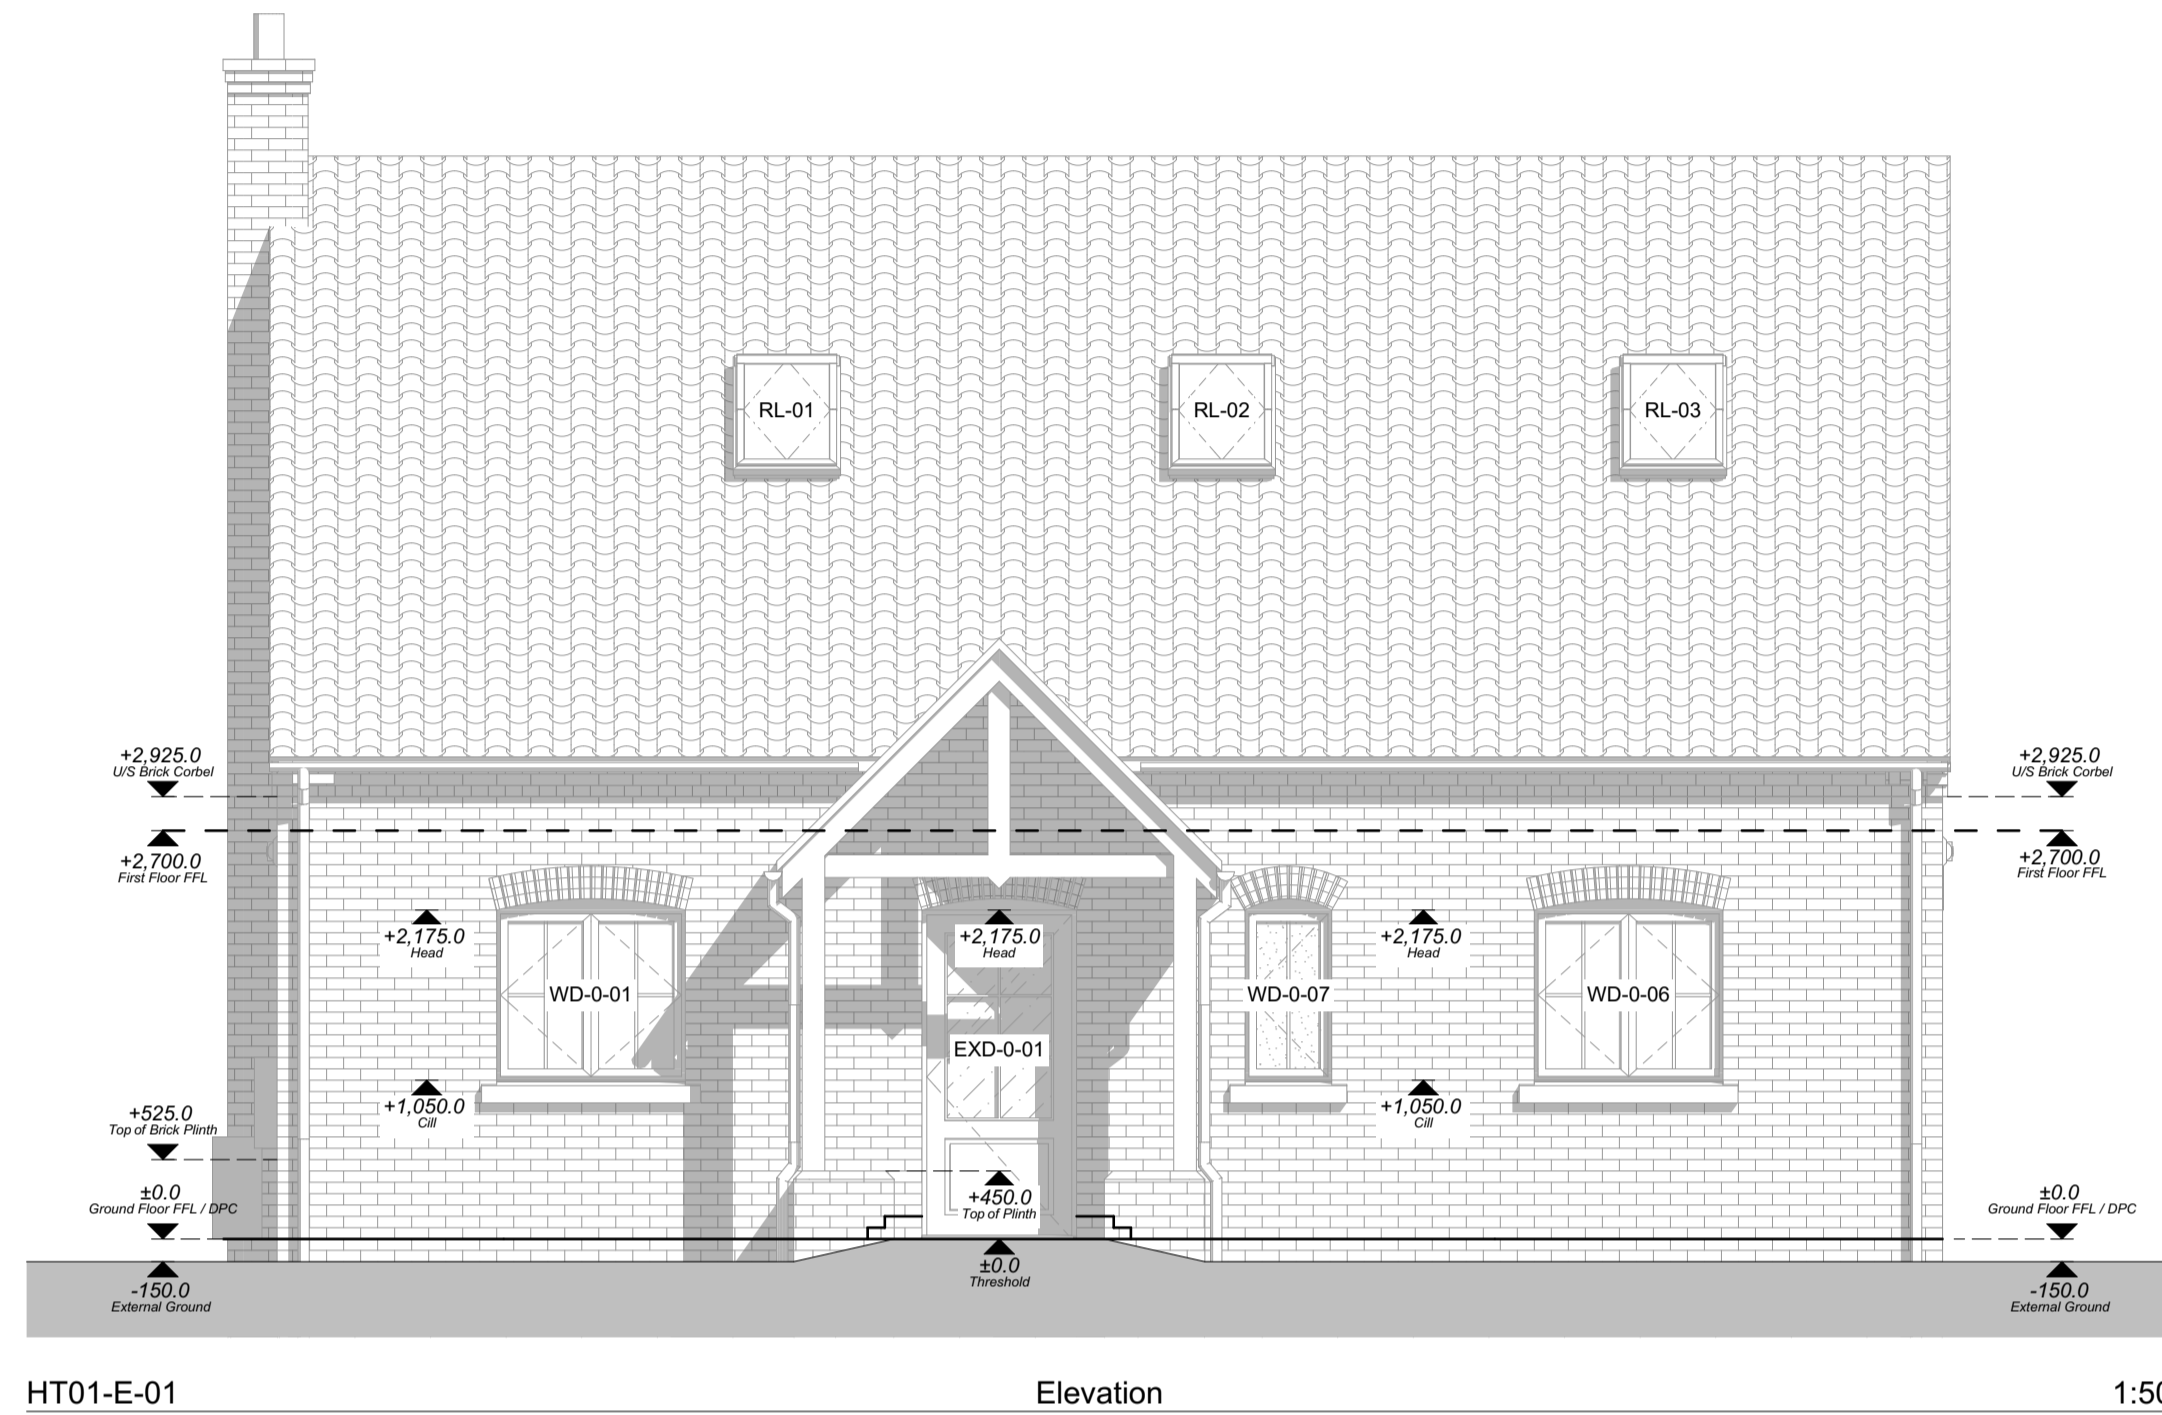 RL-01
RL-02
RL-03
+2,925.0
U/S Brick Corbel
+2,925.0
U/S Brick Corbel
+2,700.0
First Floor FFL
+2,700.0
First Floor FFL
+2,175.0
Head
+2,175.0
Head
+2,175.0
Head
WD-0-01
WD-0-07
WD-0-06
EXD-0-01
+1,050.0
Cill
+1,050.0
Cill
+525.0
Top of Brick Plinth
+450.0
Top of Plinth
±0.0
Ground Floor FFL / DPC
±0.0
Ground Floor FFL / DPC
±0.0
Threshold
-150.0
External Ground
-150.0
External Ground
HT01-E-01
Elevation
1:50